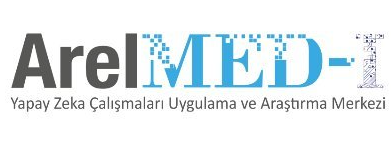 ArelMED-I
Yapay Zeka Çalışmaları Uygulama ve Araştırma Merkezi